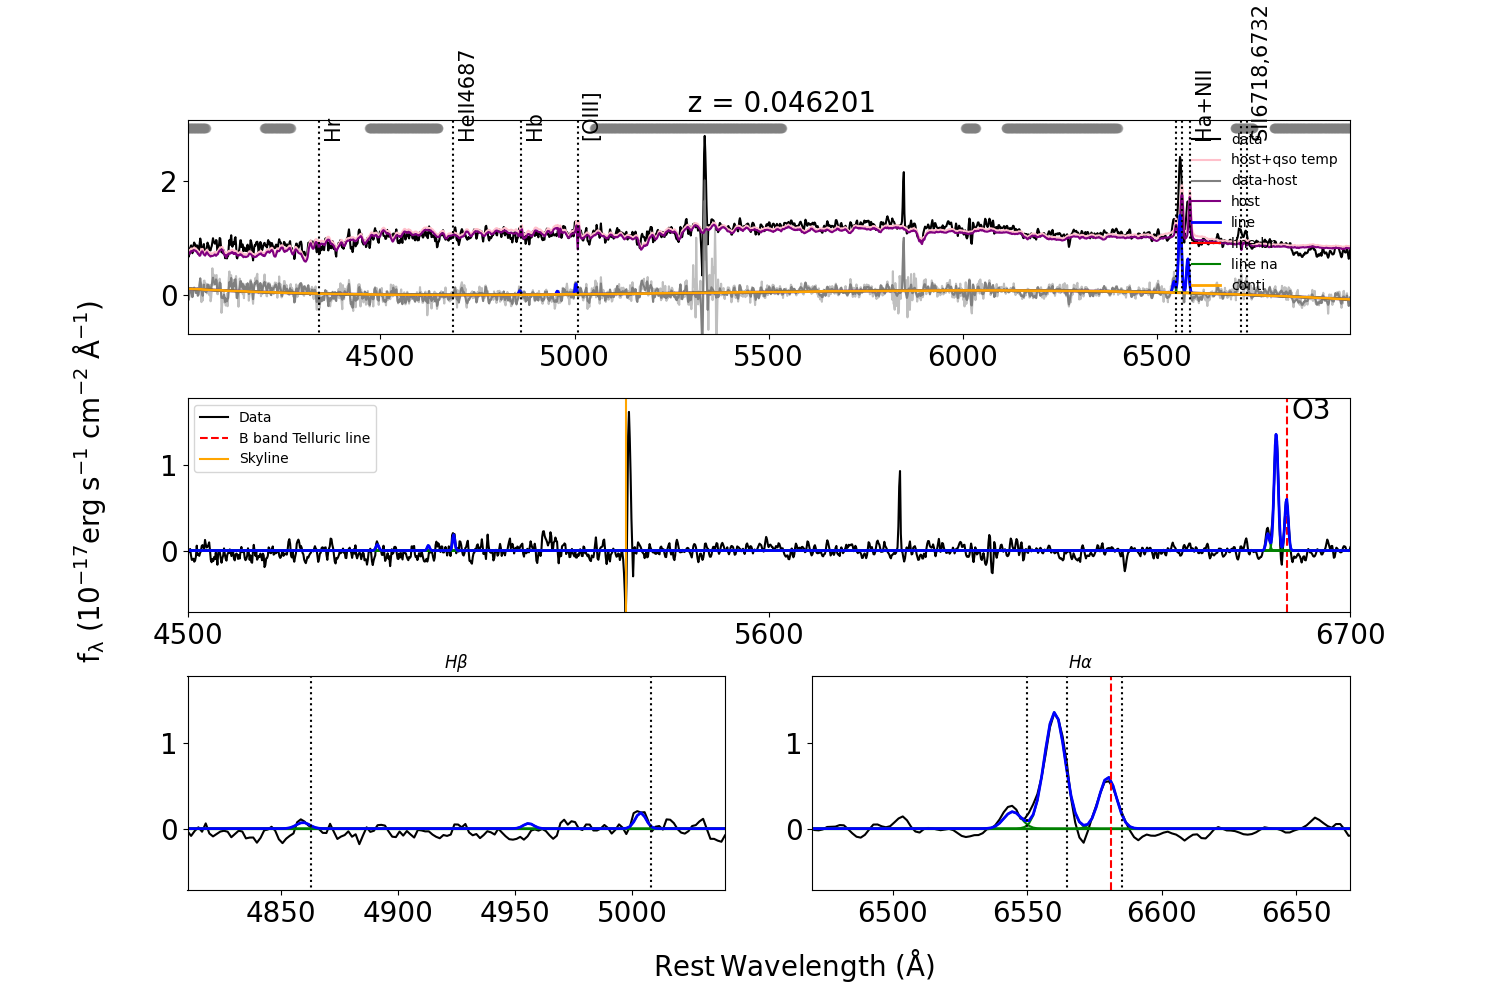 z = 0.046201
Hr
HeII4687
Hb
[OIII]
Ha+NII
SII6718,6732
data
host+qso temp
data-host
host
line
line na
conti
2
0
4500
5000
5500
6000
6500
Data
B band Telluric line
Skyline
O3
1
0
4500
5600
6700
fλ (10−17erg s−1 cm−2 Å−1)
Hβ
Hα
1
0
4850
4900
4950
5000
1
0
6500
6550
6600
6650
Rest Wavelength (Å)